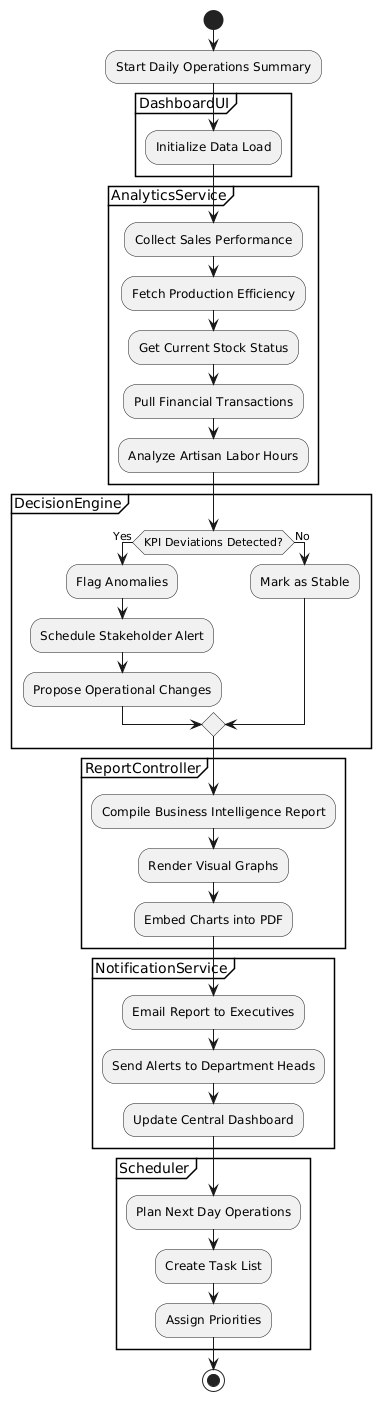 Start Daily Operations Summary
DashboardUI
Initialize Data Load
AnalyticsService
Collect Sales Performance
Fetch Production Efficiency
Get Current Stock Status
Pull Financial Transactions
Analyze Artisan Labor Hours
DecisionEngine
Yes
KPI Deviations Detected?
No
Flag Anomalies
Mark as Stable
Schedule Stakeholder Alert
Propose Operational Changes
ReportController
Compile Business Intelligence Report
Render Visual Graphs
Embed Charts into PDF
NotificationService
Email Report to Executives
Send Alerts to Department Heads
Update Central Dashboard
Scheduler
Plan Next Day Operations
Create Task List
Assign Priorities